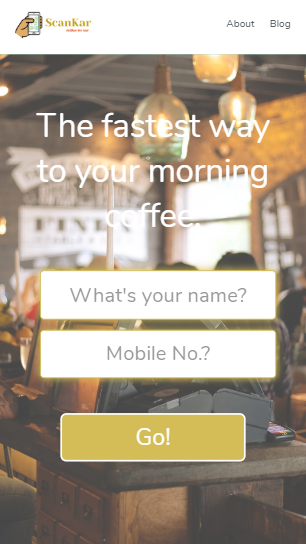 ScanKar
About
Blog
The fastest way
to your morning
coffee.
What's your name?
Mobile No.?
Go!